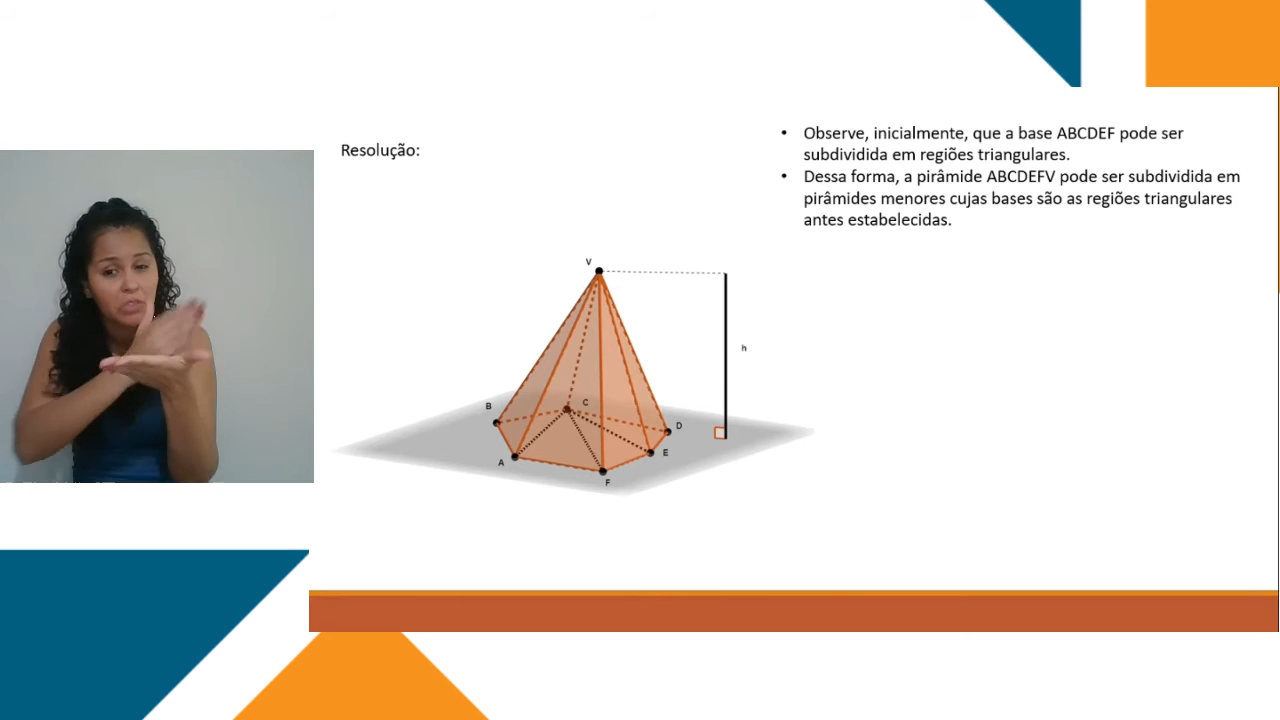 Resolução:
• Observe, inicialmente, que a base ABCDEF pode ser
subdividida em regiões triangulares.
• Dessa forma, a pirâmide ABCDEFV pode ser subdividida em
pirâmides menores cujas bases são as regiões triangulares
antes estabelecidas.
V
h
B
C
D
A
E
F